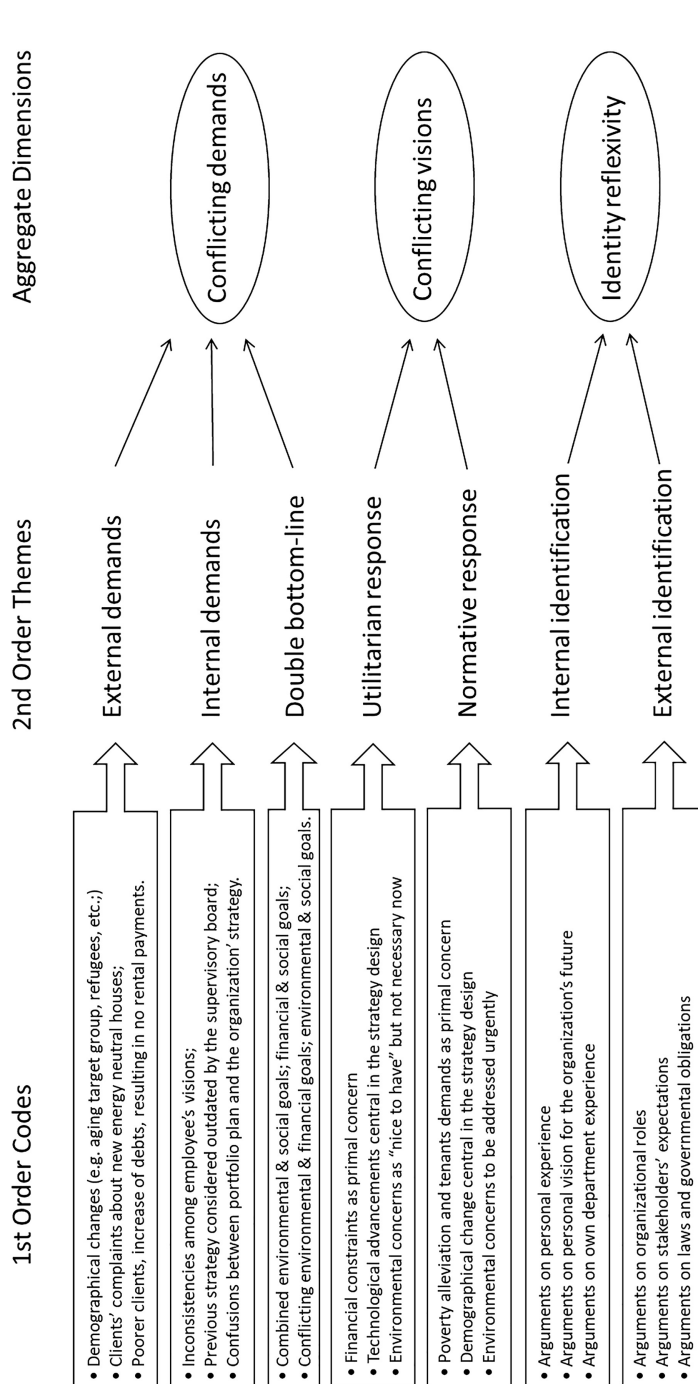 1st Order Codes
2nd Order Themes
Aggregate Dimensions
• Demographical changes (e.g. aging target group, refugees, etc.;)
• Clients’ complaints about new energy neutral houses;
• Poorer clients, increase of debts, resulting in no rental payments.
External demands
• Inconsistencies among employee’s visions;
• Previous strategy considered outdated by the supervisory board;
• Confusions between portfolio plan and the organization’ strategy.
Internal demands
Conflicting demands
• Combined environmental & social goals; financial & social goals;
• Conflicting environmental & financial goals; environmental & social goals.
Double bottom-line
• Financial constraints as primal concern
• Technological advancements central in the strategy design
• Environmental concerns as “nice to have” but not necessary now
Utilitarian response
Conflicting visions
• Poverty alleviation and tenants demands as primal concern
• Demographical change central in the strategy design
• Environmental concerns to be addressed urgently
Normative response
• Arguments on personal experience
• Arguments on personal vision for the organization’s future
• Arguments on own department experience
Internal identification
Identity reflexivity
• Arguments on organizational roles
• Arguments on stakeholders’ expectations
• Arguments on laws and governmental obligations
External identification